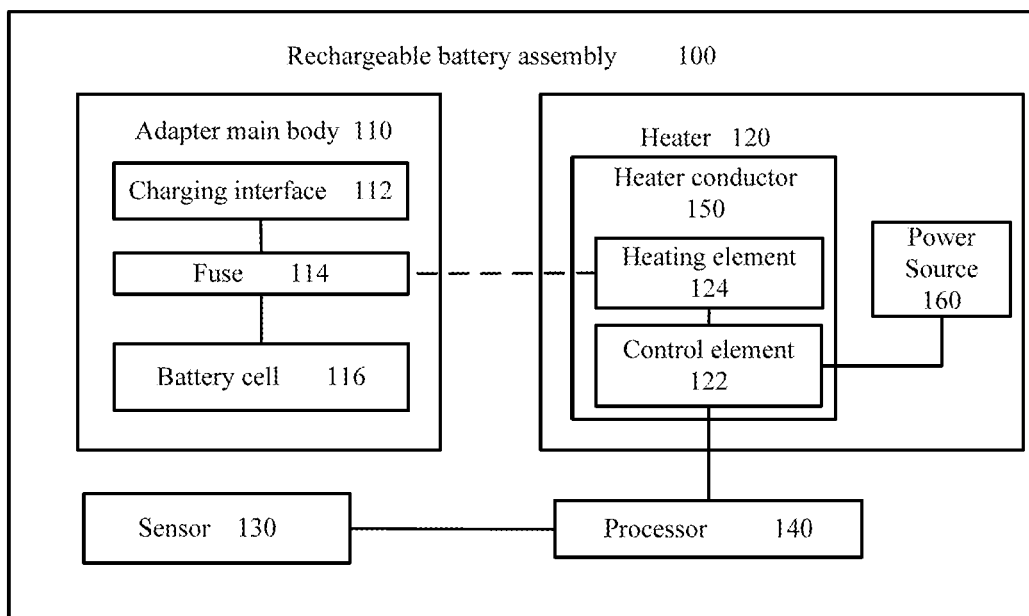 Rechargeable battery assembly 100
Adapter main body 110
Charging interface 112
Fuse 114
Battery cell 116
Heater 120
Heater conductor
150
Heating element
124
Control element
122
Power
Source
160
Sensor 130
Processor 140